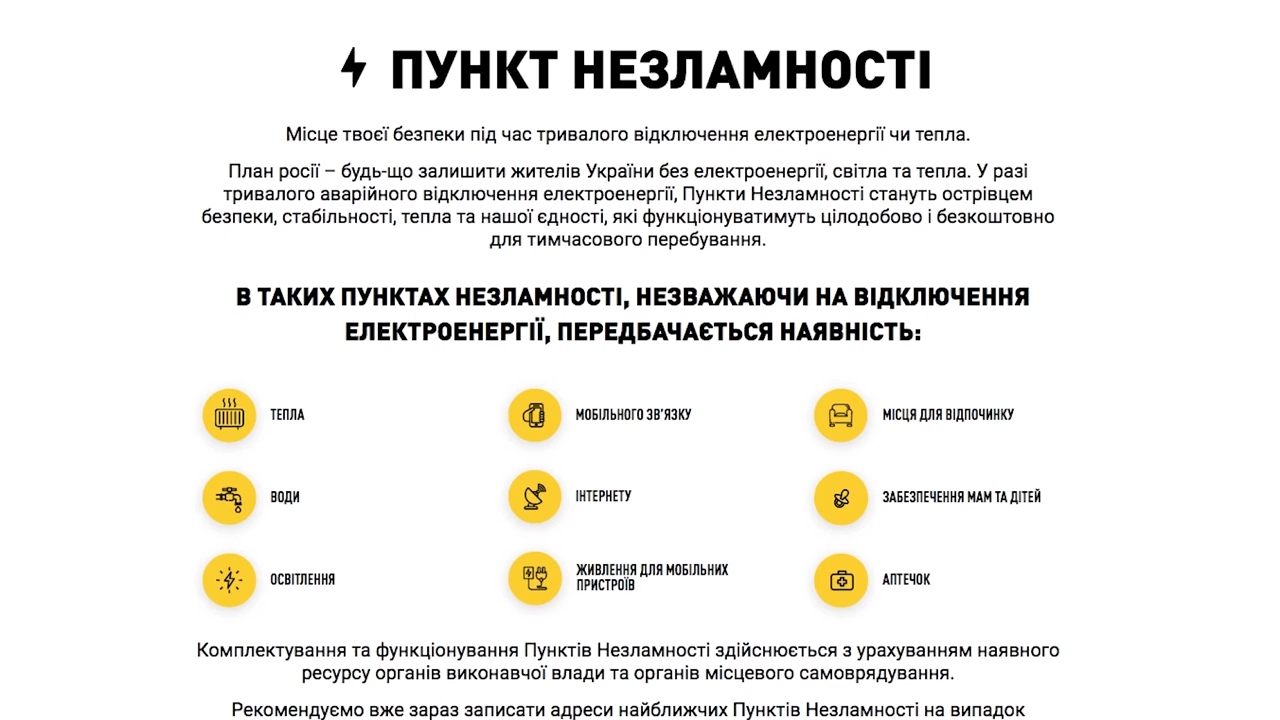 ПУНКТ НЕЗЛАМНОСТІ
Місце твоєї безпеки під час тривалого відключення електроенергії чи тепла.
План росії – будь-що залишити жителів України без електроенергії, світла та тепла. У разі
тривалого аварійного відключення електроенергії, Пункти Незламності стануть острівцем
безпеки, стабільності, тепла та нашої єдності, які функціонуватимуть цілодобово і безкоштовно
для тимчасового перебування.
В ТАКИХ ПУНКТАХ НЕЗЛАМНОСТІ, НЕЗВАЖАЮЧИ НА ВІДКЛЮЧЕННЯ
ЕЛЕКТРОЕНЕРГІЇ, ПЕРЕДБАЧАЄТЬСЯ НАЯВНІСТЬ:
ТЕПЛА
МОБІЛЬНОГО ЗВ'ЯЗКУ
МІСЦЯ ДЛЯ ВІДПОЧИНКУ
ВОДИ
ІНТЕРНЕТУ
ЗАБЕЗПЕЧЕННЯ МАМ ТА ДІТЕЙ
ОСВІТЛЕННЯ
ЖИВЛЕННЯ ДЛЯ МОБІЛЬНИХ
ПРИСТРОЇВ
АПТЕЧОК
Комплектування та функціонування Пунктів Незламності здійснюється з урахуванням наявного
ресурсу органів виконавчої влади та органів місцевого самоврядування.
Рекомендуємо вже зараз записати адреси найближчих Пунктів Незламності на випадок